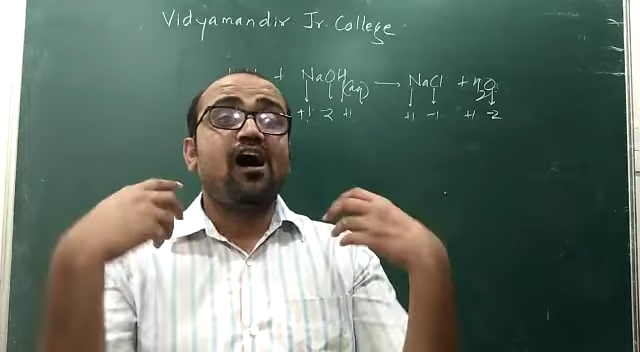 Vidyamandir Jr. College
+ NaOH (aq) → NaCl + H₂O
+1 -2 +1 +1 -1 +1 -2